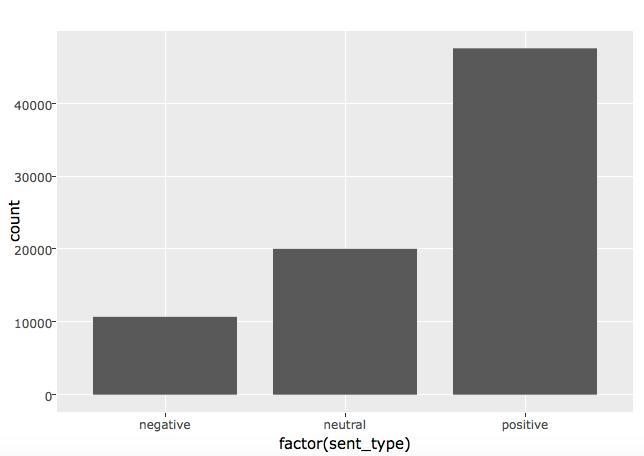 40000
30000
20000
10000
0
count
negative neutral positive
factor(sent_type)